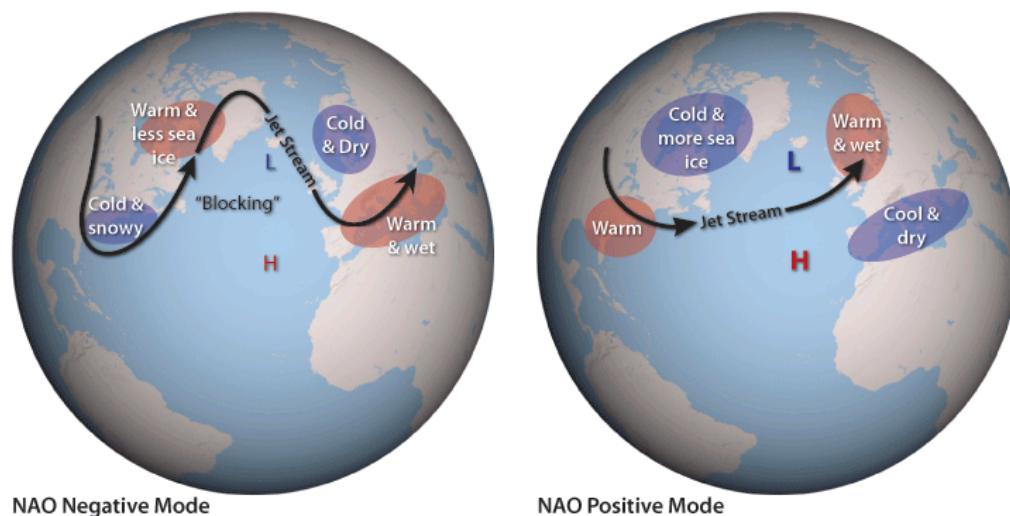 Warm &
less sea
ice
Cold
& Dry
Jet Stream
L
Cold &
snowy
"Blocking"
Warm
& wet
H
NAO Negative Mode
Cold &
more sea
ice
Warm
& wet
L
Warm
Jet Stream
Cool &
dry
H
NAO Positive Mode